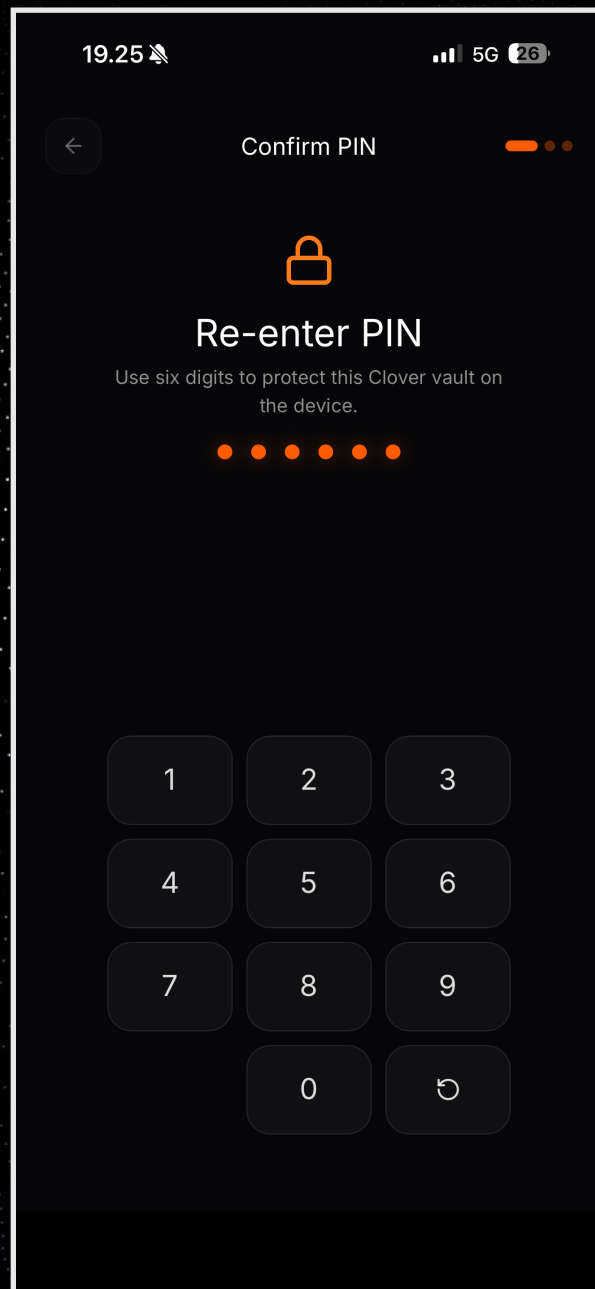 19.25
5G
26
Confirm PIN
Re-enter PIN
Use six digits to protect this Clover vault on
the device.
1 2 3
4 5 6
7 8 9
0